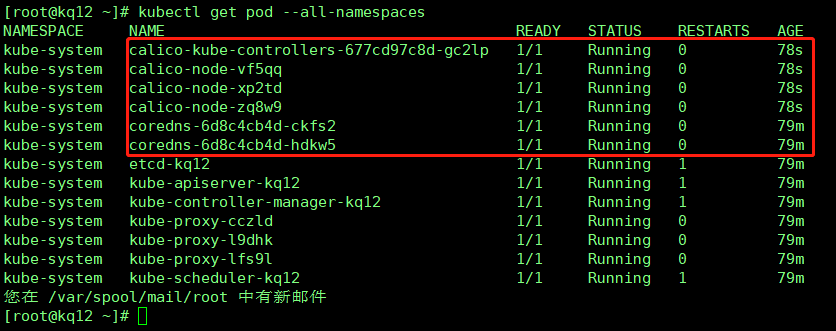 [root@kq12 ~]# kubectl get pod --all-namespaces
NAMESPACE NAME READY STATUS RESTARTS AGE
kube-system calico-kube-controllers-677cd97c8d-gc2lp 1/1 Running 0 78s
kube-system calico-node-vf5qq 1/1 Running 0 78s
kube-system calico-node-xp2td 1/1 Running 0 78s
kube-system calico-node-zq8w9 1/1 Running 0 78s
kube-system coredns-6d8c4cb4d-ckfs2 1/1 Running 0 79m
kube-system coredns-6d8c4cb4d-hdkw5 1/1 Running 0 79m
kube-system etcd-kq12 1/1 Running 1 79m
kube-system kube-apiserver-kq12 1/1 Running 1 79m
kube-system kube-controller-manager-kq12 1/1 Running 1 79m
kube-system kube-proxy-cczld 1/1 Running 0 79m
kube-system kube-proxy-l9dhk 1/1 Running 0 79m
kube-system kube-proxy-lfs9l 1/1 Running 0 79m
kube-system kube-scheduler-kq12 1/1 Running 1 79m
您在 /var/spool/mail/root 中有新邮件
[root@kq12 ~]#